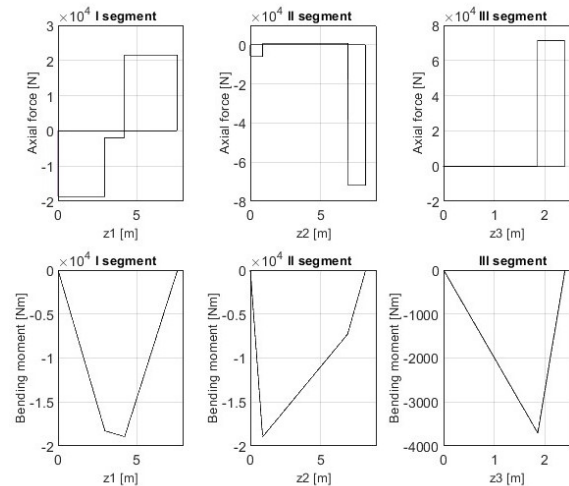 ×10⁴ I segment
3
2
1
0
-1
-2
Axial force [N]
0 5
z1 [m]
×10⁴ II segment
0
-2
-4
-6
-8
Axial force [N]
0 5
z2 [m]
×10⁴ III segment
8
6
4
2
0
-2
Axial force [N]
0 1 2
z3 [m]
×10⁴ I segment
0
-0.5
-1
-1.5
-2
Bending moment [Nm]
0 5
z1 [m]
×10⁴ II segment
0
-0.5
-1
-1.5
-2
Bending moment [Nm]
0 5
z2 [m]
III segment
0
-1000
-2000
-3000
-4000
Bending moment [Nm]
0 1 2
z3 [m]